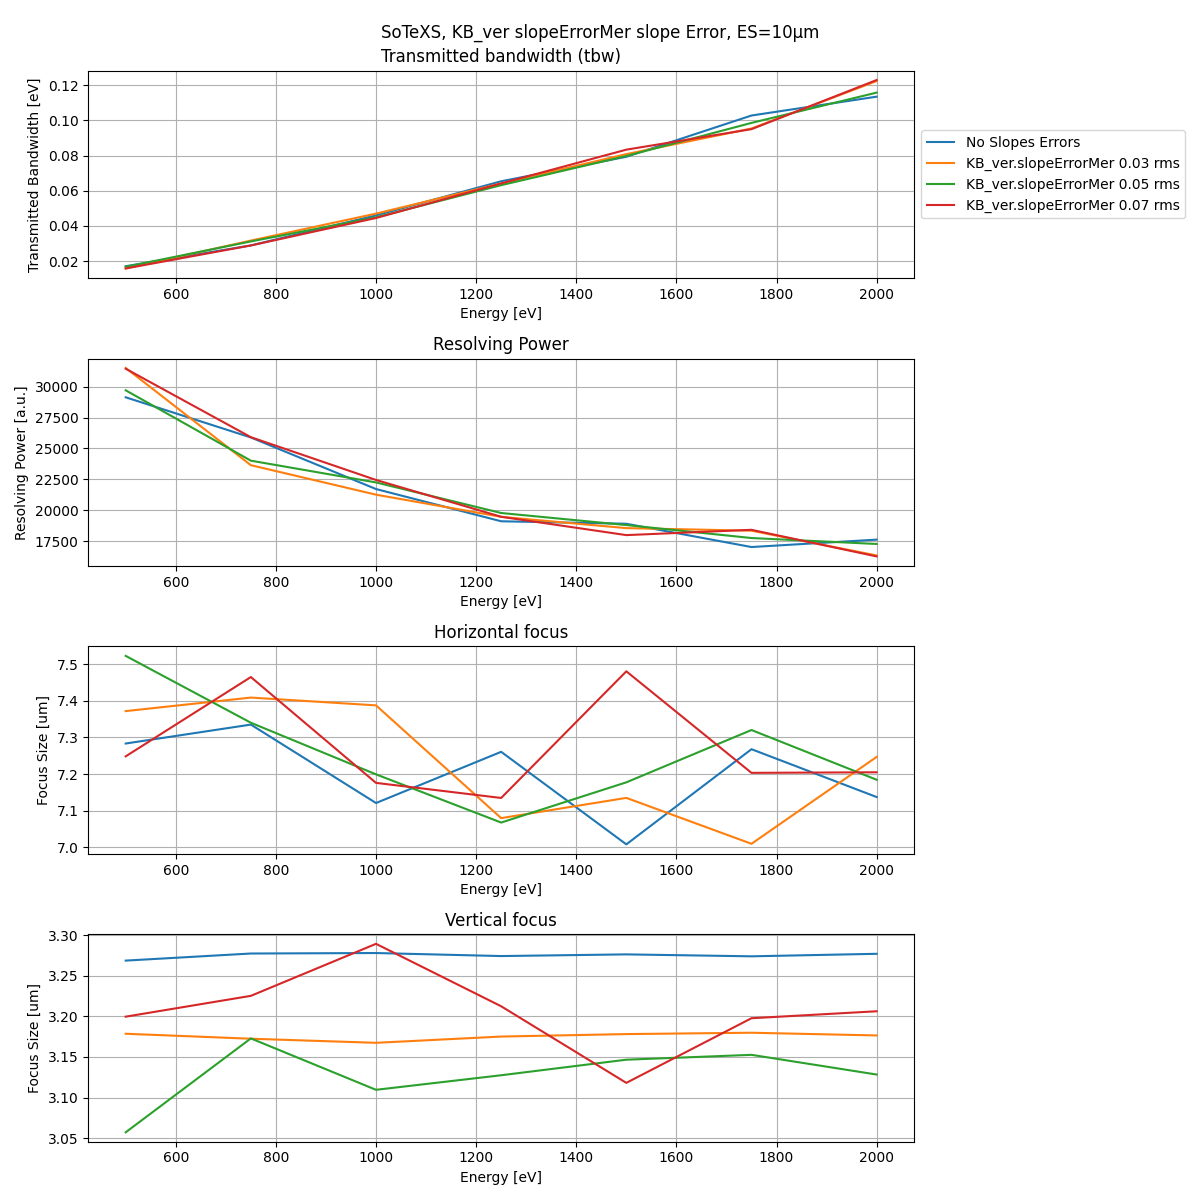 SoTeXS, KB_ver slopeErrorMer slope Error, ES=10μm
Transmitted bandwidth (tbw)
Transmitted Bandwidth [eV]
0.12
0.10
0.08
0.06
0.04
0.02
600 800 1000 1200 1400 1600 1800 2000
Energy [eV]
No Slopes Errors
KB_ver.slopeErrorMer 0.03 rms
KB_ver.slopeErrorMer 0.05 rms
KB_ver.slopeErrorMer 0.07 rms
Resolving Power
Resolving Power [a.u.]
30000
27500
25000
22500
20000
17500
600 800 1000 1200 1400 1600 1800 2000
Energy [eV]
Horizontal focus
Focus Size [um]
7.5
7.4
7.3
7.2
7.1
7.0
600 800 1000 1200 1400 1600 1800 2000
Energy [eV]
Vertical focus
Focus Size [um]
3.30
3.25
3.20
3.15
3.10
3.05
600 800 1000 1200 1400 1600 1800 2000
Energy [eV]